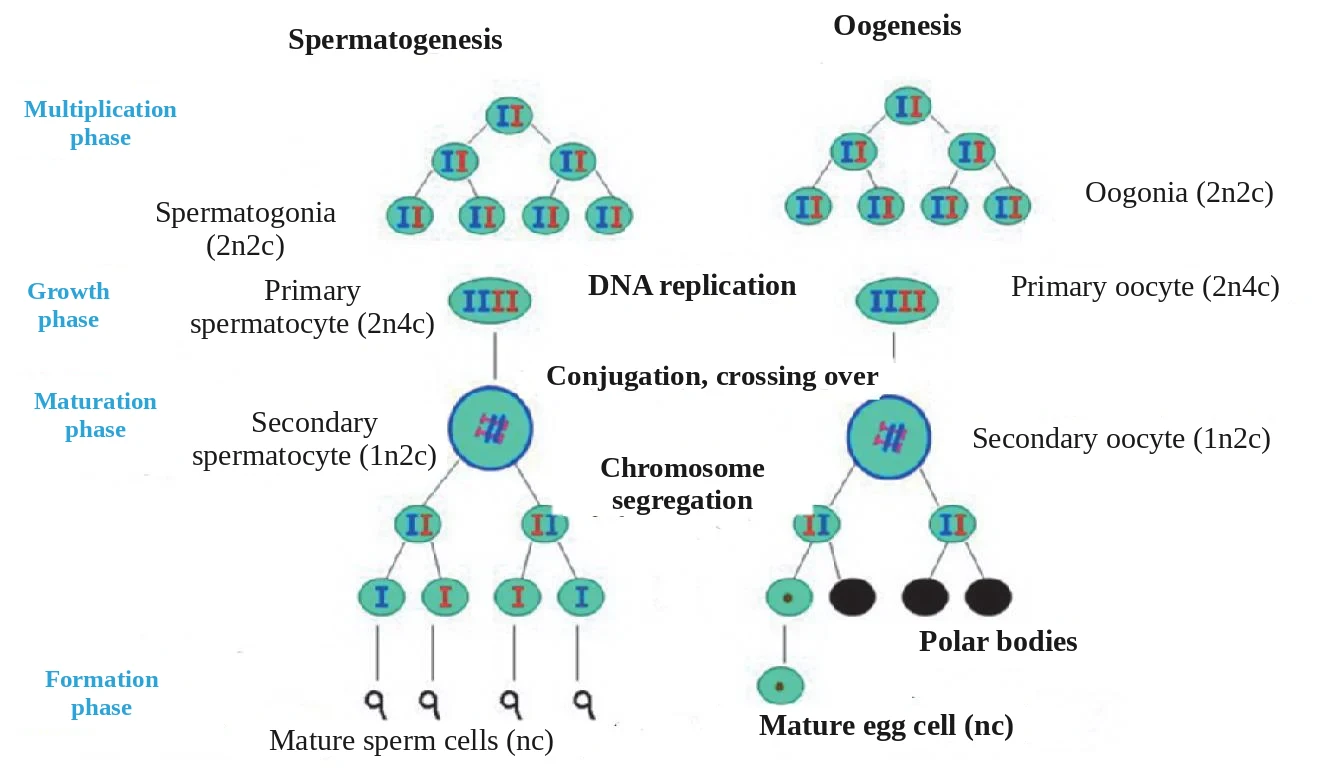 Spermatogenesis
Oogenesis
Multiplication
phase
Spermatogonia
(2n2c)
Oogonia (2n2c)
Growth
phase
Primary
spermatocyte (2n4c)
DNA replication
Primary oocyte (2n4c)
Conjugation, crossing over
Maturation
phase
Secondary
spermatocyte (1n2c)
Secondary oocyte (1n2c)
Chromosome
segregation
Polar bodies
Formation
phase
Mature sperm cells (nc)
Mature egg cell (nc)